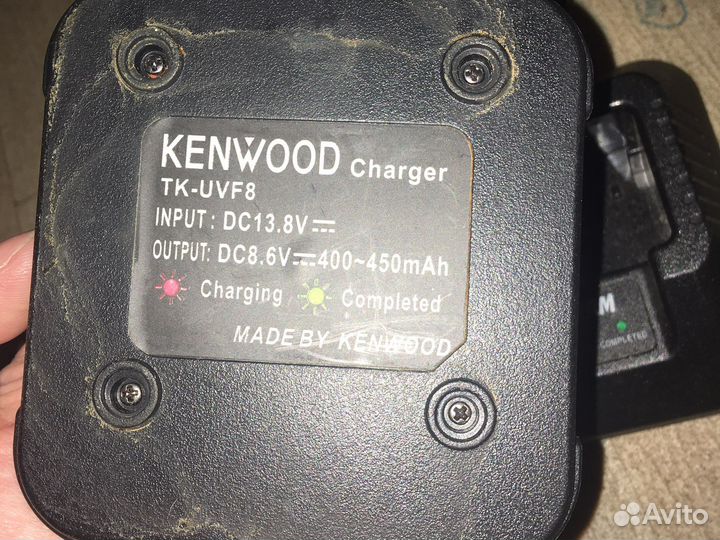 KENWOOD Charger
TK-UVF8
INPUT: DC13.8V⎓
OUTPUT: DC8.6V⎓400~450mAh
Charging Completed
MADE BY KENWOOD
M
COMPLETED
Avito